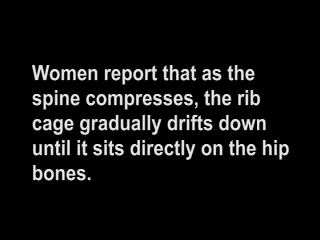 Women report that as the
spine compresses, the rib
cage gradually drifts down
until it sits directly on the hip
bones.